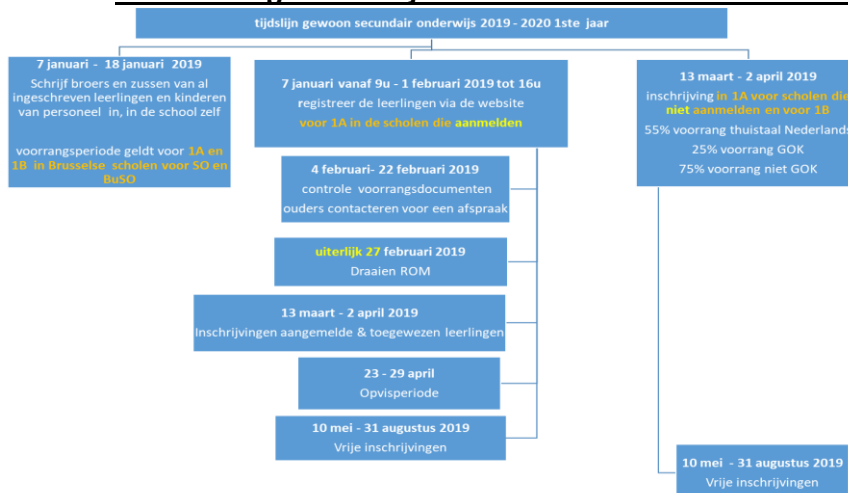 tijdslijn gewoon secundair onderwijs 2019 - 2020 1ste jaar
7 januari - 18 januari 2019
Schrijf broers en zussen van al
ingeschreven leerlingen en kinderen
van personeel in, in de school zelf
voorrangsperiode geldt voor 1A en
1B in Brusselse scholen voor SO en
BuSO
7 januari vanaf 9u - 1 februari 2019 tot 16u
registreer de leerlingen via de website
voor 1A in de scholen die aanmelden
4 februari- 22 februari 2019
controle voorrangsdocumenten
ouders contacteren voor een afspraak
uiterlijk 27 februari 2019
Draaien ROM
13 maart - 2 april 2019
Inschrijvingen aangemelde & toegewezen leerlingen
23 - 29 april
Opvisperiode
10 mei - 31 augustus 2019
Vrije inschrijvingen
13 maart - 2 april 2019
inschrijving in 1A voor scholen die
niet aanmelden en voor 1B
55% voorrang thuistaal Nederlands
25% voorrang GOK
75% voorrang niet GOK
10 mei - 31 augustus 2019
Vrije inschrijvingen